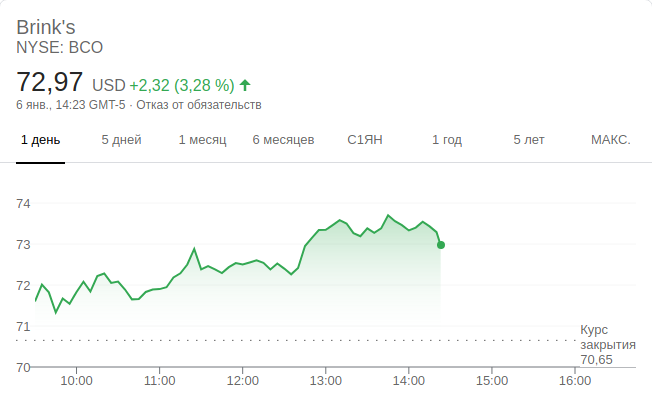 Brink's
NYSE: BCO
72,97 USD +2,32 (3,28 %)
6 янв., 14:23 GMT-5 · Отказ от обязательств
1 день 5 дней 1 месяц 6 месяцев С1ЯН 1 год 5 лет МАКС.
74
73
72
71
70
Курс
закрытия
70,65
10:00 11:00 12:00 13:00 14:00 15:00 16:00